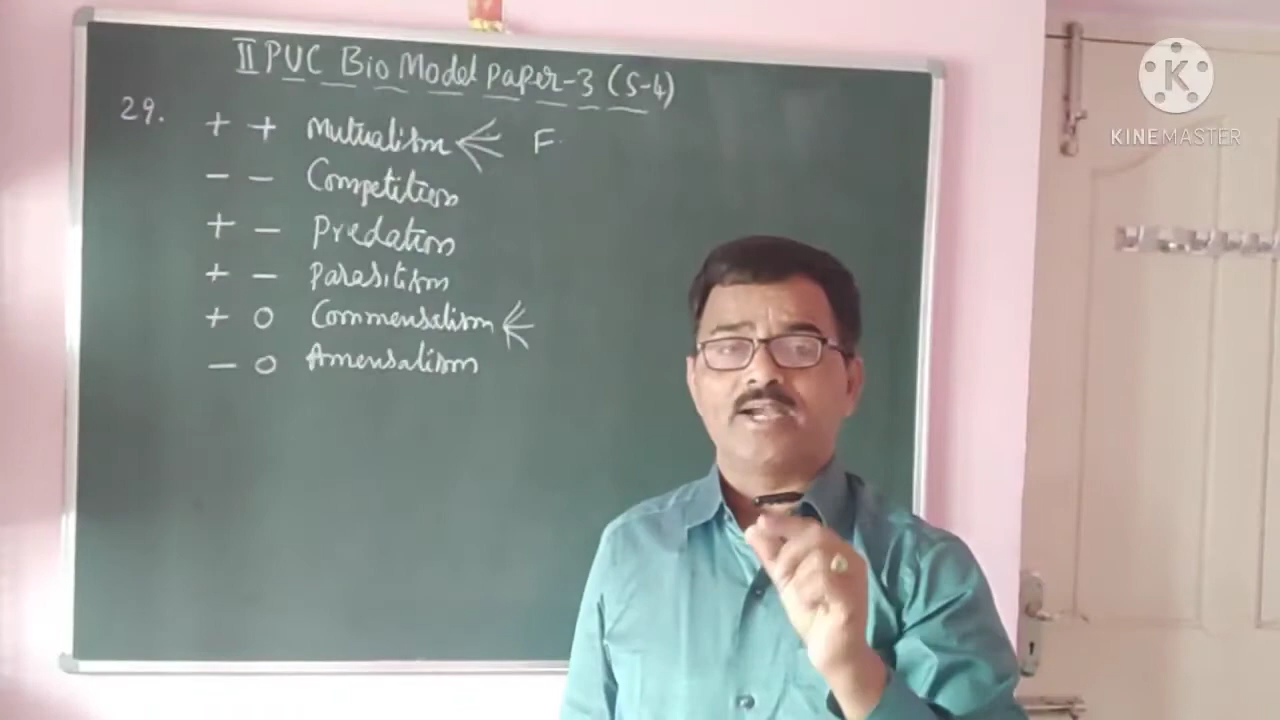 II PUC Bio Model Paper-3 (S-4)
29. + + Mutualism F
- - Competition
+ - Predation
+ - Parasitism
+ 0 Commensalism
- 0 Amensalism
K
KINEMASTER